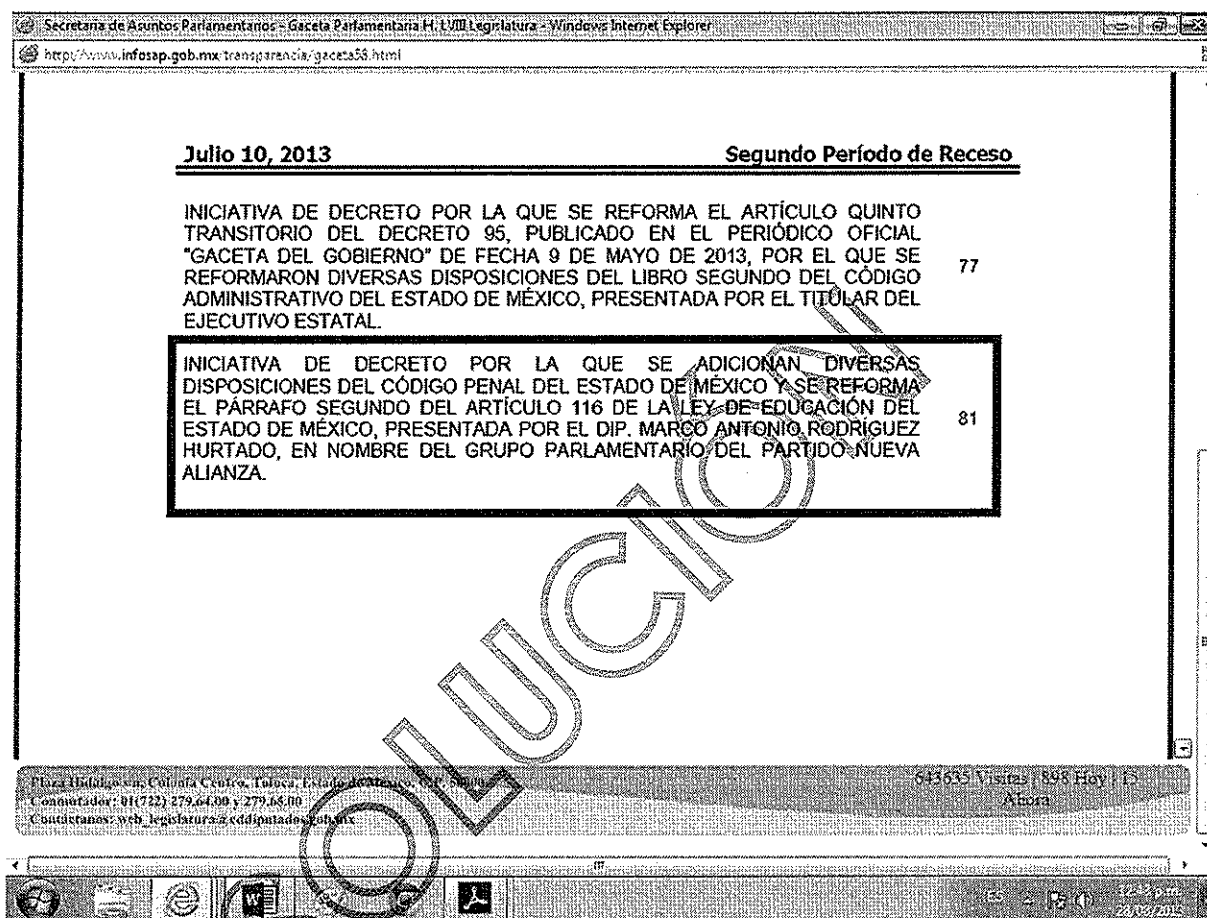 Secretaria de Asuntos Parlamentarios - Gaceta Parlamentaria H. LVIII Legislatura - Windows Internet Explorer
http://www.infosap.gob.mx/transparencia/gaceta58.html
Julio 10, 2013 Segundo Período de Receso
INICIATIVA DE DECRETO POR LA QUE SE REFORMA EL ARTÍCULO QUINTO
TRANSITORIO DEL DECRETO 95, PUBLICADO EN EL PERIÓDICO OFICIAL
"GACETA DEL GOBIERNO" DE FECHA 9 DE MAYO DE 2013, POR EL QUE SE
REFORMARON DIVERSAS DISPOSICIONES DEL LIBRO SEGUNDO DEL CÓDIGO 77
ADMINISTRATIVO DEL ESTADO DE MÉXICO, PRESENTADA POR EL TITULAR DEL
EJECUTIVO ESTATAL.
INICIATIVA DE DECRETO POR LA QUE SE ADICIONAN DIVERSAS
DISPOSICIONES DEL CÓDIGO PENAL DEL ESTADO DE MÉXICO Y SE REFORMA
EL PÁRRAFO SEGUNDO DEL ARTÍCULO 116 DE LA LEY DE EDUCACIÓN DEL
ESTADO DE MÉXICO, PRESENTADA POR EL DIP. MARCO ANTONIO RODRÍGUEZ 81
HURTADO, EN NOMBRE DEL GRUPO PARLAMENTARIO DEL PARTIDO NUEVA
ALIANZA.
OLUCIÓN
Plaza Hidalgo s/n, Colonia Centro, Toluca, Estado de México, C.P.
Conmutador: 01(722) 279.64.00 y 279.65.00
Contáctanos: web_legislatura@cddiputados.gob.mx
643635 Visitas | 898 Hoy | 15
Ahora
ES